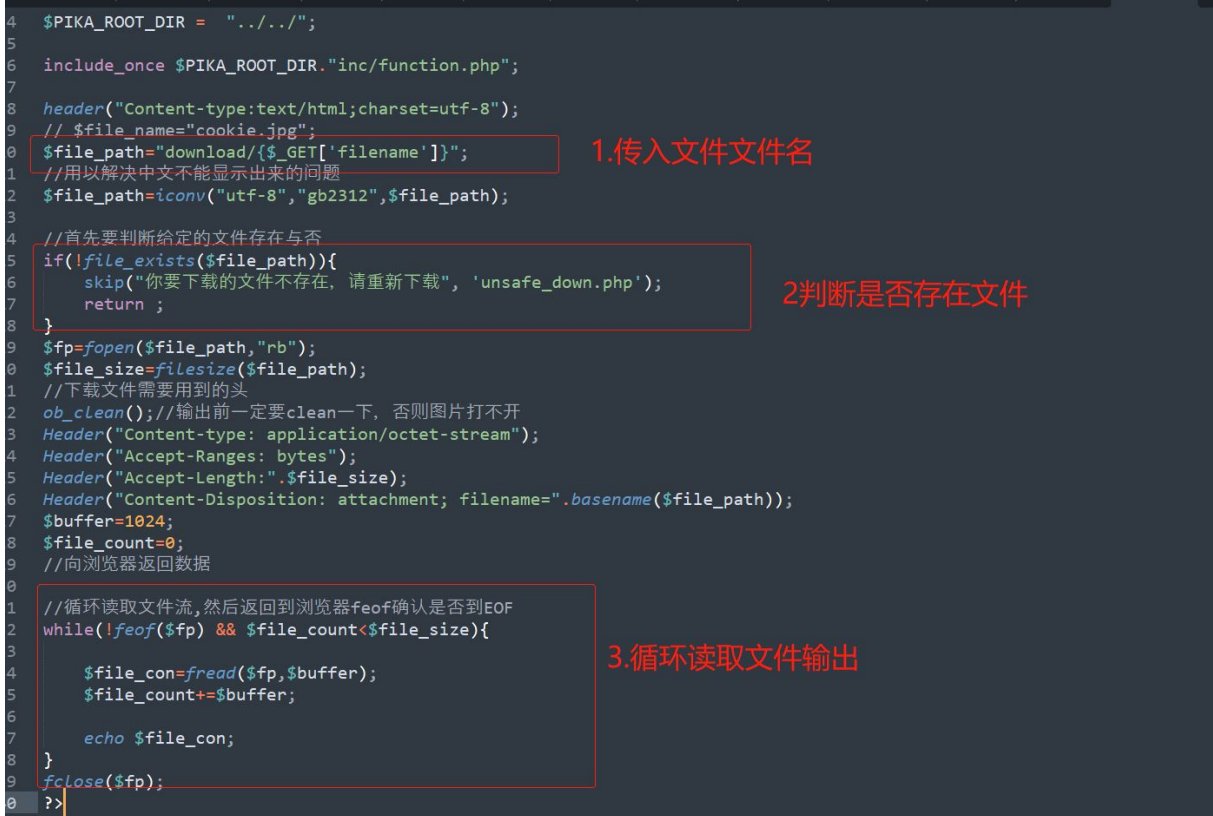 4 $PIKA_ROOT_DIR =  "../../";
5
6 include_once $PIKA_ROOT_DIR."inc/function.php";
7
8 header("Content-type:text/html;charset=utf-8");
9 // $file_name="cookie.jpg";
0 $file_path="download/{$_GET['filename']}"; 1.传入文件文件名
1 //用以解决中文不能显示出来的问题
2 $file_path=iconv("utf-8","gb2312",$file_path);
3
4 //首先要判断给定的文件存在与否
5 if(!file_exists($file_path)){
6 skip("你要下载的文件不存在，请重新下载", 'unsafe_down.php'); 2判断是否存在文件
7 return ;
8 }
9 $fp=fopen($file_path,"rb");
0 $file_size=filesize($file_path);
1 //下载文件需要用到的头
2 ob_clean();//输出前一定要clean一下，否则图片打不开
3 Header("Content-type: application/octet-stream");
4 Header("Accept-Ranges: bytes");
5 Header("Accept-Length:".$file_size);
6 Header("Content-Disposition: attachment; filename=".basename($file_path));
7 $buffer=1024;
8 $file_count=0;
9 //向浏览器返回数据
0
1 //循环读取文件流,然后返回到浏览器feof确认是否到EOF
2 while(!feof($fp) && $file_count<$file_size){
3
4 $file_con=fread($fp,$buffer); 3.循环读取文件输出
5 $file_count+=$buffer;
6
7 echo $file_con;
8 }
9 fclose($fp);
0 ?>